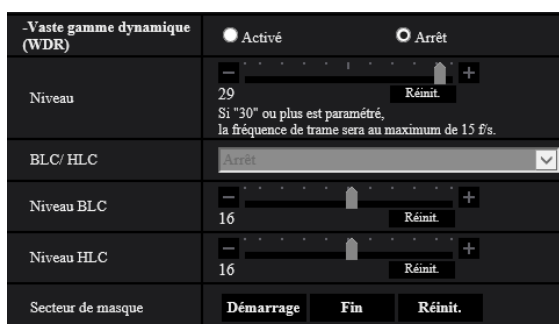 -Vaste gamme dynamique
(WDR)
Activé
Arrêt
Niveau
29
Réinit.
Si "30" ou plus est paramétré,
la fréquence de trame sera au maximum de 15 f/s.
BLC/ HLC
Arrêt
Niveau BLC
16
Réinit.
Niveau HLC
16
Réinit.
Secteur de masque
Démarrage
Fin
Réinit.